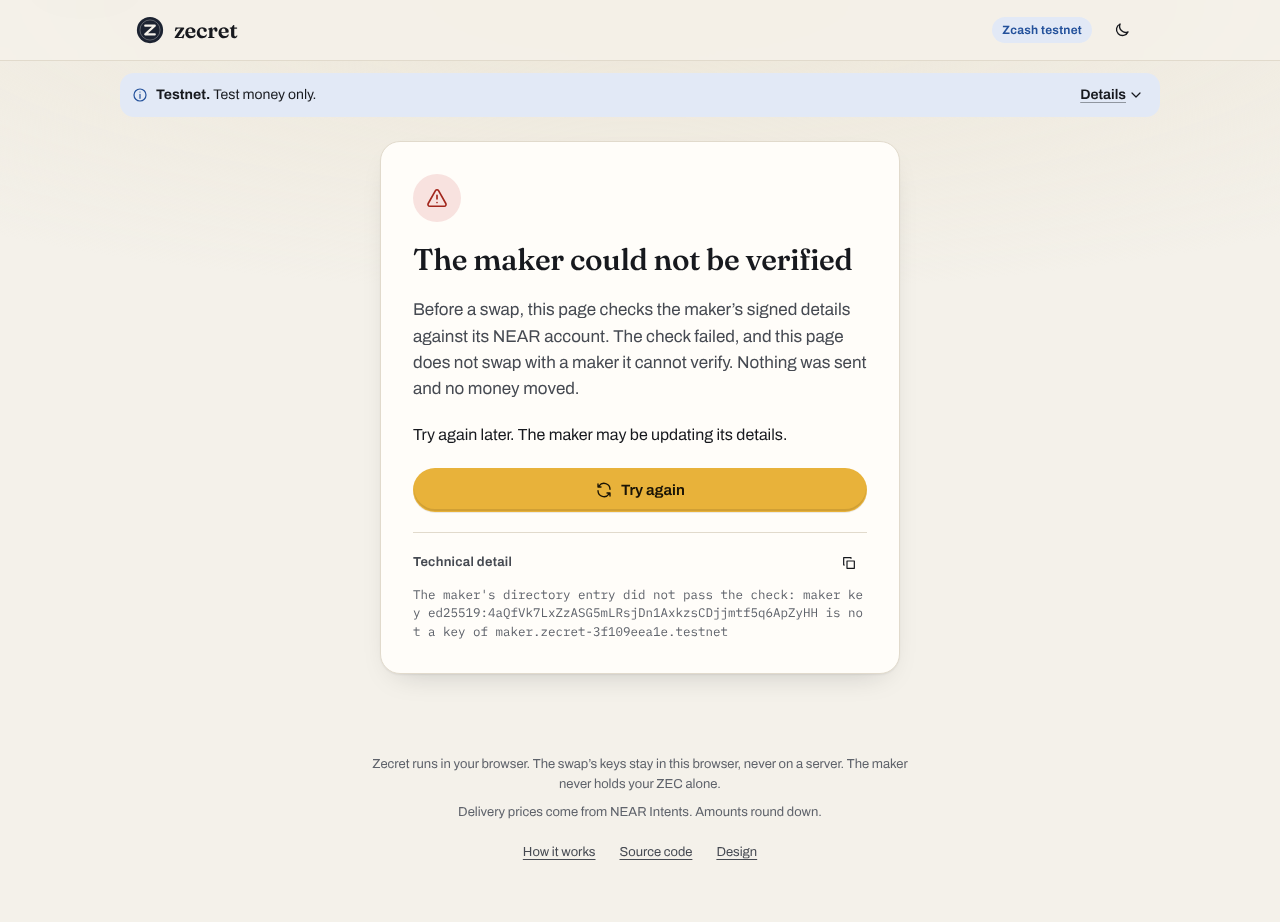 zecret
Zcash testnet
Testnet. Test money only.
Details
The maker could not be verified
Before a swap, this page checks the maker’s signed details
against its NEAR account. The check failed, and this page
does not swap with a maker it cannot verify. Nothing was sent
and no money moved.
Try again later. The maker may be updating its details.
Try again
Technical detail
The maker's directory entry did not pass the check: maker ke
y ed25519:4aQfVk7LxZzASG5mLRsjDn1AxkzsCDjjmtf5q6ApZyHH is no
t a key of maker.zecret-3f109eea1e.testnet
Zecret runs in your browser. The swap’s keys stay in this browser, never on a server. The maker
never holds your ZEC alone.
Delivery prices come from NEAR Intents. Amounts round down.
How it works
Source code
Design